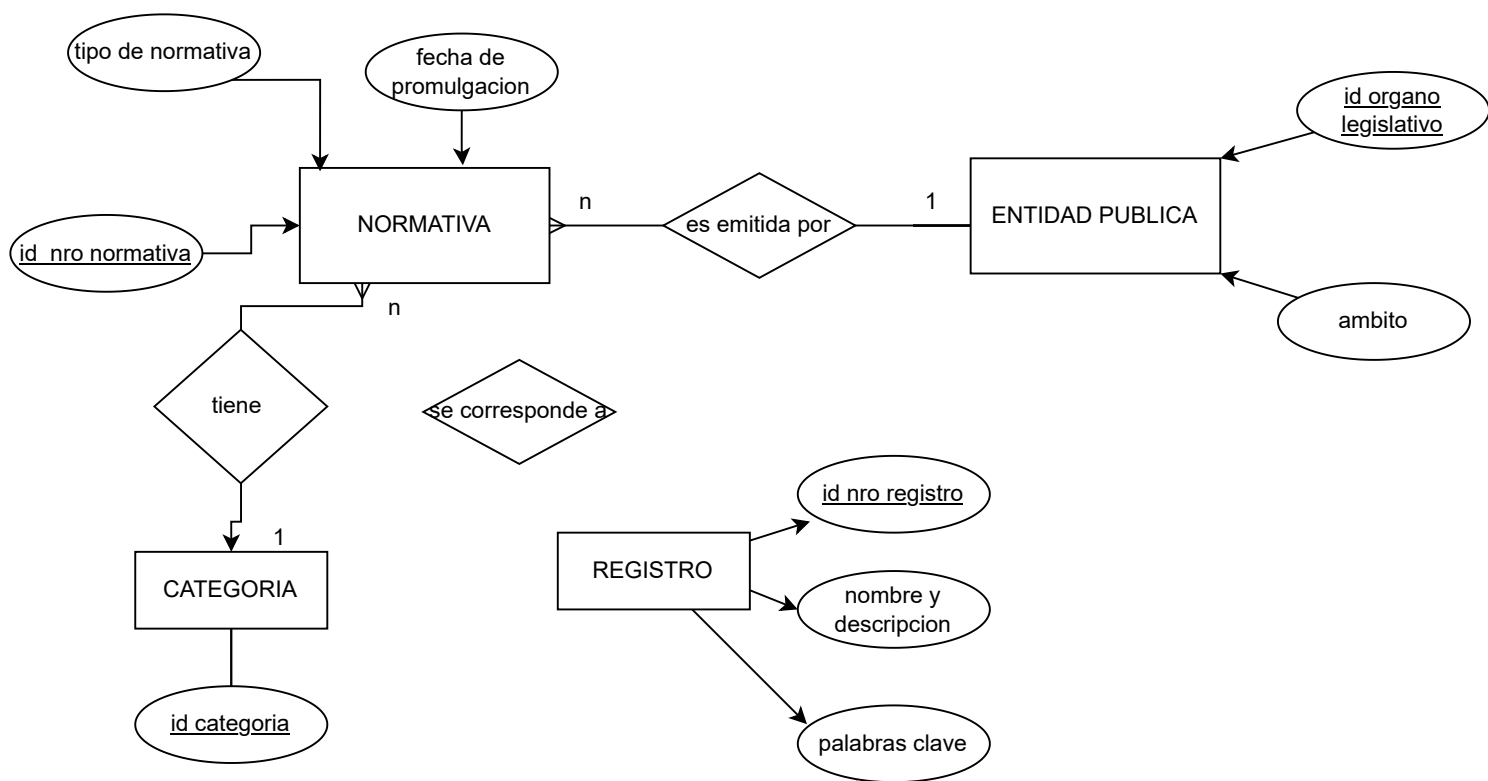 tipo de normativa
fecha de
promulgacion
id organo
legislativo
NORMATIVA
n
es emitida por
1
ENTIDAD PUBLICA
id nro normativa
n
ambito
tiene
se corresponde a
id nro registro
1
CATEGORIA
REGISTRO
nombre y
descripcion
id categoria
palabras clave